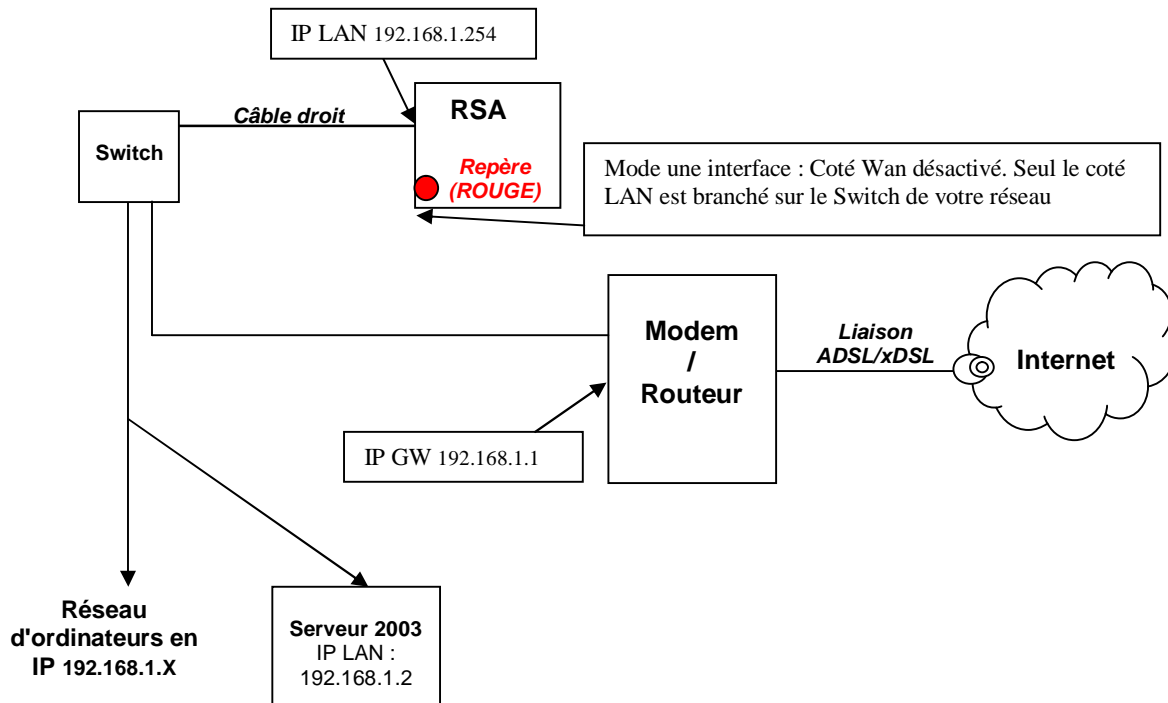 IP LAN 192.168.1.254
Câble droit
RSA
Switch
Repère
(ROUGE)
Mode une interface : Coté Wan désactivé. Seul le coté
LAN est branché sur le Switch de votre réseau
Modem
/
Routeur
Liaison
ADSL/xDSL
Internet
IP GW 192.168.1.1
Réseau
d'ordinateurs en
IP 192.168.1.X
Serveur 2003
IP LAN :
192.168.1.2